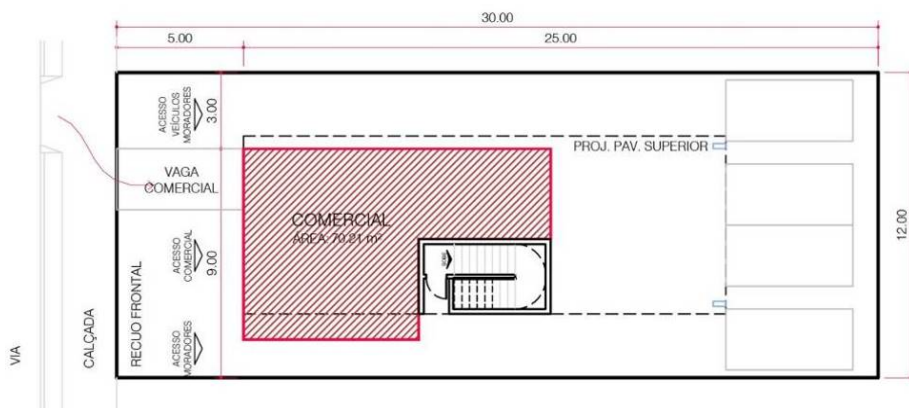 30.00
5.00
25.00
ACESSO
VEÍCULOS
MORADORES
3.00
VAGA
COMERCIAL
PROJ. PAV. SUPERIOR
COMERCIAL
ÁREA: 70.21 m²
ACESSO
COMERCIAL
9.00
SOBE
12.00
RECUO FRONTAL
ACESSO
MORADORES
CALÇADA
VIA